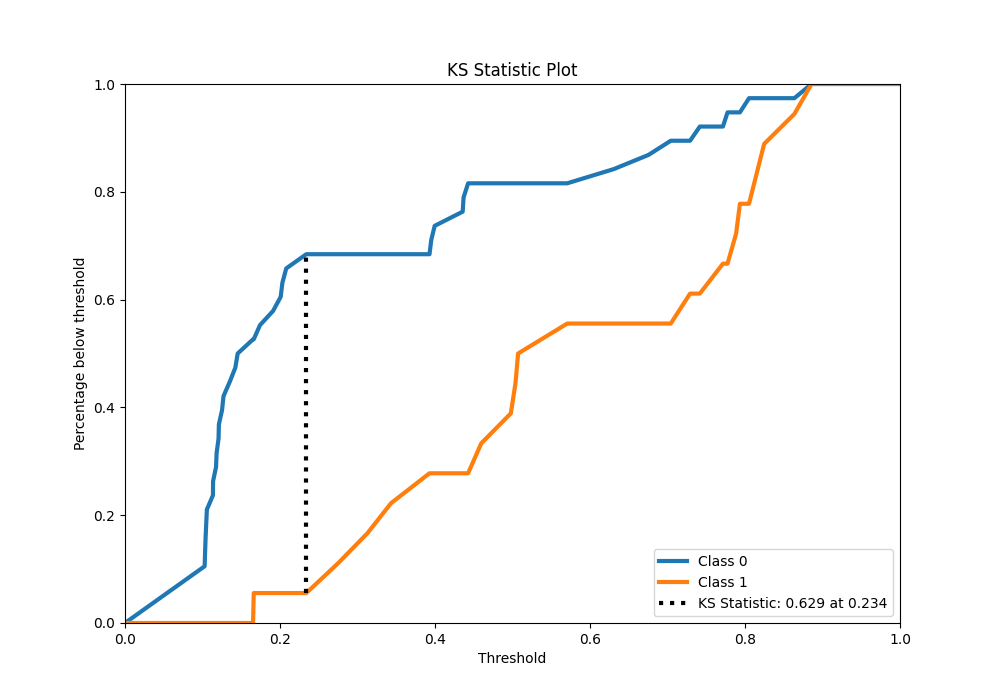 KS Statistic Plot
1.0
0.8
0.6
0.4
0.2
0.0
Percentage below threshold
0.0 0.2 0.4 0.6 0.8 1.0
Threshold
Class 0
Class 1
KS Statistic: 0.629 at 0.234